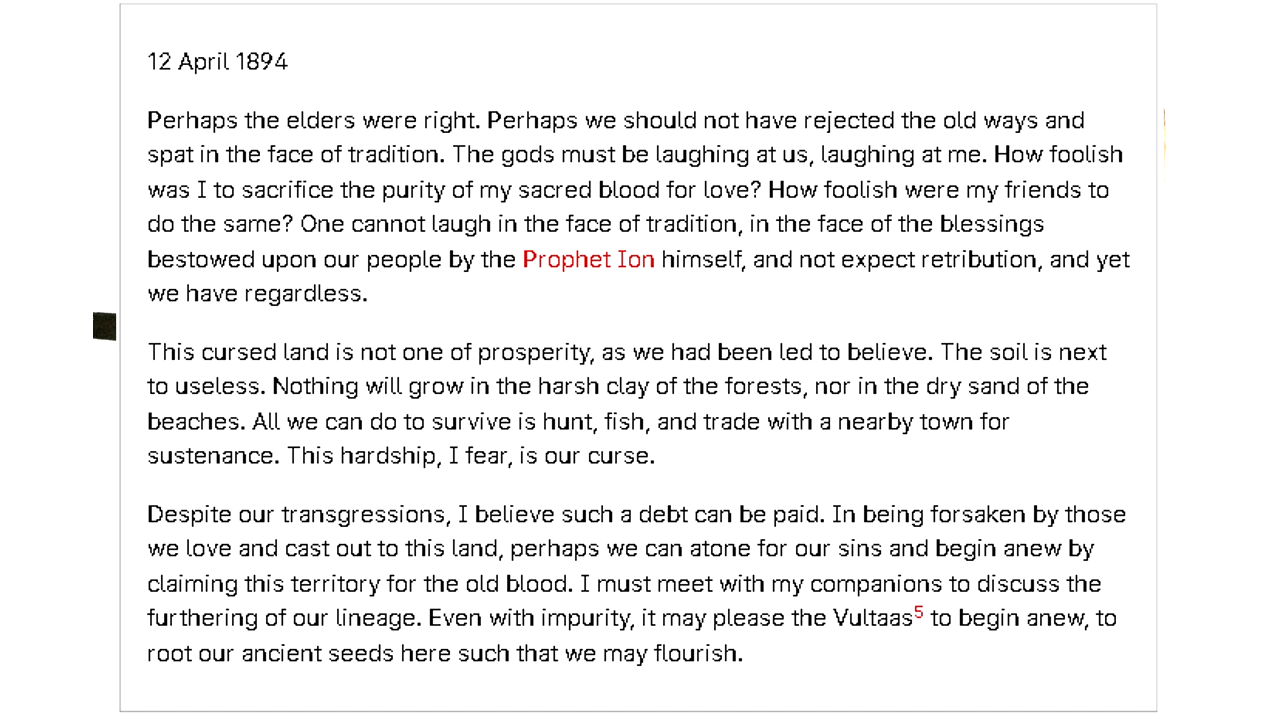 12 April 1894
Perhaps the elders were right. Perhaps we should not have rejected the old ways and
spat in the face of tradition. The gods must be laughing at us, laughing at me. How foolish
was I to sacrifice the purity of my sacred blood for love? How foolish were my friends to
do the same? One cannot laugh in the face of tradition, in the face of the blessings
bestowed upon our people by the Prophet Ion himself, and not expect retribution, and yet
we have regardless.
This cursed land is not one of prosperity, as we had been led to believe. The soil is next
to useless. Nothing will grow in the harsh clay of the forests, nor in the dry sand of the
beaches. All we can do to survive is hunt, fish, and trade with a nearby town for
sustenance. This hardship, I fear, is our curse.
Despite our transgressions, I believe such a debt can be paid. In being forsaken by those
we love and cast out to this land, perhaps we can atone for our sins and begin anew by
claiming this territory for the old blood. I must meet with my companions to discuss the
furthering of our lineage. Even with impurity, it may please the Vultaas5 to begin anew, to
root our ancient seeds here such that we may flourish.